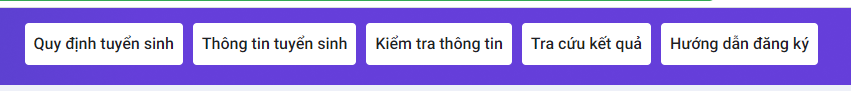 Quy định tuyển sinh
Thông tin tuyển sinh
Kiểm tra thông tin
Tra cứu kết quả
Hướng dẫn đăng ký